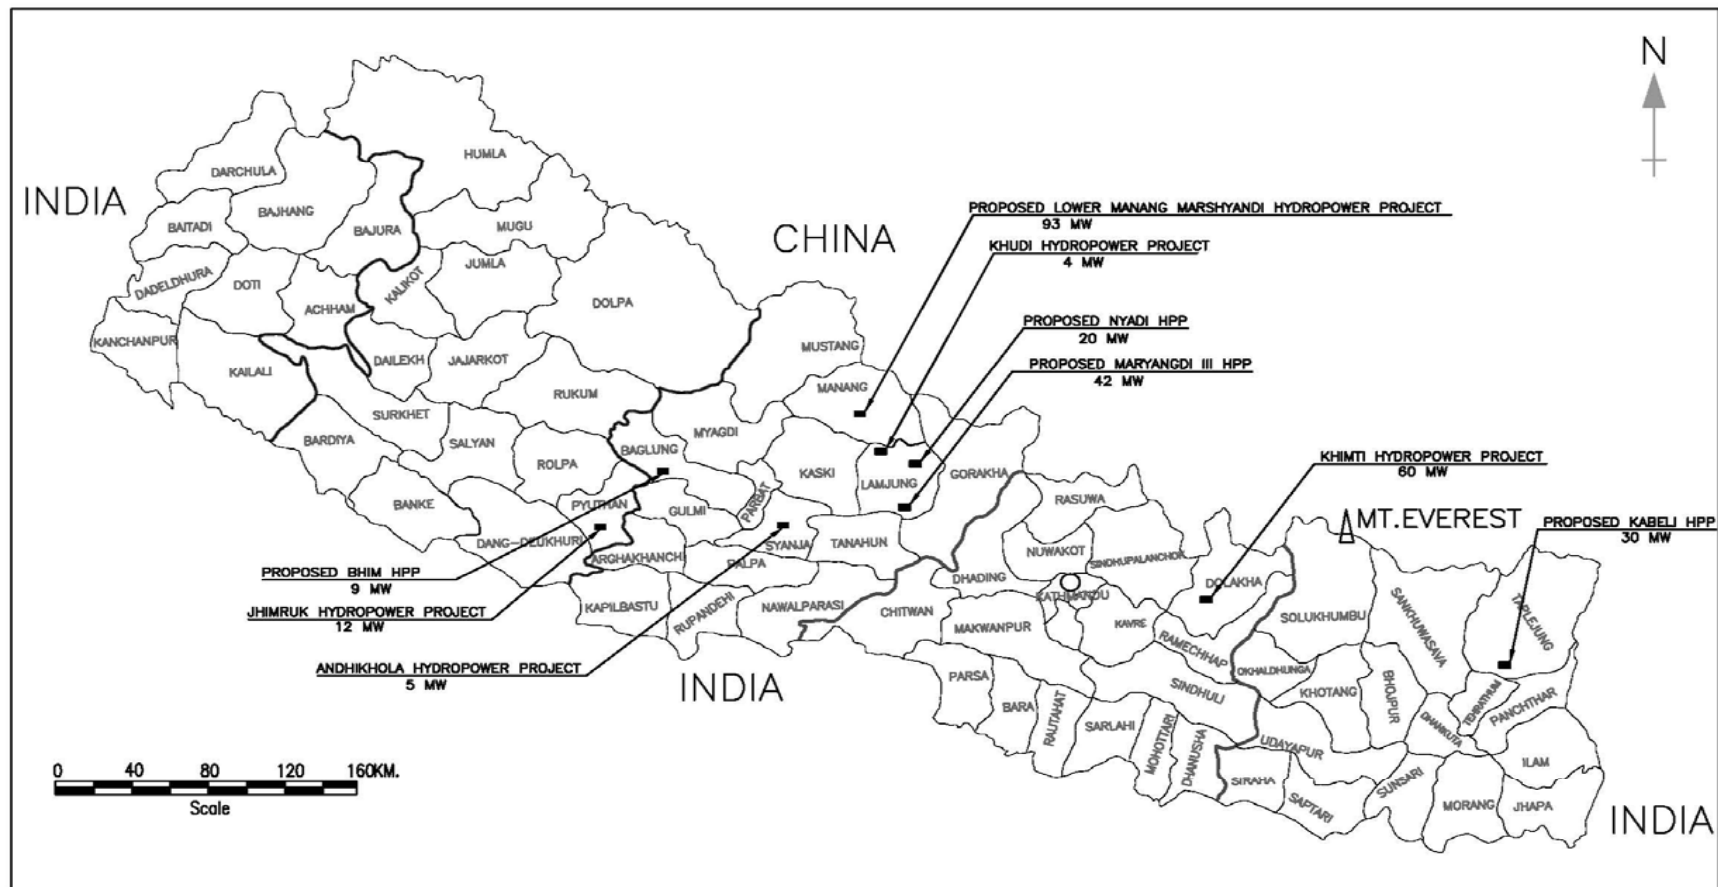 N
INDIA
CHINA
INDIA
INDIA
MT.EVEREST
PROPOSED LOWER MANANG MARSHYANDI HYDROPOWER PROJECT
93 MW
KHUDI HYDROPOWER PROJECT
4 MW
PROPOSED NYADI HPP
20 MW
PROPOSED MARYANGDI III HPP
42 MW
KHIMTI HYDROPOWER PROJECT
60 MW
PROPOSED KABELI HPP
30 MW
PROPOSED BHIM HPP
9 MW
JHIMRUK HYDROPOWER PROJECT
12 MW
ANDHIKHOLA HYDROPOWER PROJECT
5 MW
DARCHULA
HUMLA
BAITADI
BAJHANG
BAJURA
MUGU
DADELDHURA
DOTI
ACHHAM
KALIKOT
JUMLA
DOLPA
KANCHANPUR
KAILALI
DAILEKH
JAJARKOT
MUSTANG
MANANG
RUKUM
SURKHET
BARDIYA
SALYAN
ROLPA
BAGLUNG
MYAGDI
KASKI
LAMJUNG
GORAKHA
BANKE
PYUTHAN
GULMI
PARBAT
RASUWA
DANG-DEUKHURI
ARGHAKHANCHI
SYANJA
TANAHUN
PALPA
NUWAKOT
SINDHUPALANCHOK
DHADING
DOLAKHA
KATHMANDU
KAPILBASTU
RUPANDEHI
NAWALPARASI
CHITWAN
MAKWANPUR
KAVRE
RAMECHHAP
SOLUKHUMBU
SANKHUWASAVA
TAPLEJUNG
PARSA
BARA
RAUTAHAT
SARLAHI
MOHOTTARI
DHANUSHA
SINDHULI
OKHALDHUNGA
KHOTANG
BHOJPUR
TEHRATHUM
PANCHTHAR
DHANKUTA
UDAYAPUR
SIRAHA
SAPTARI
SUNSARI
MORANG
ILAM
JHAPA
0 40 80 120 160KM.
Scale